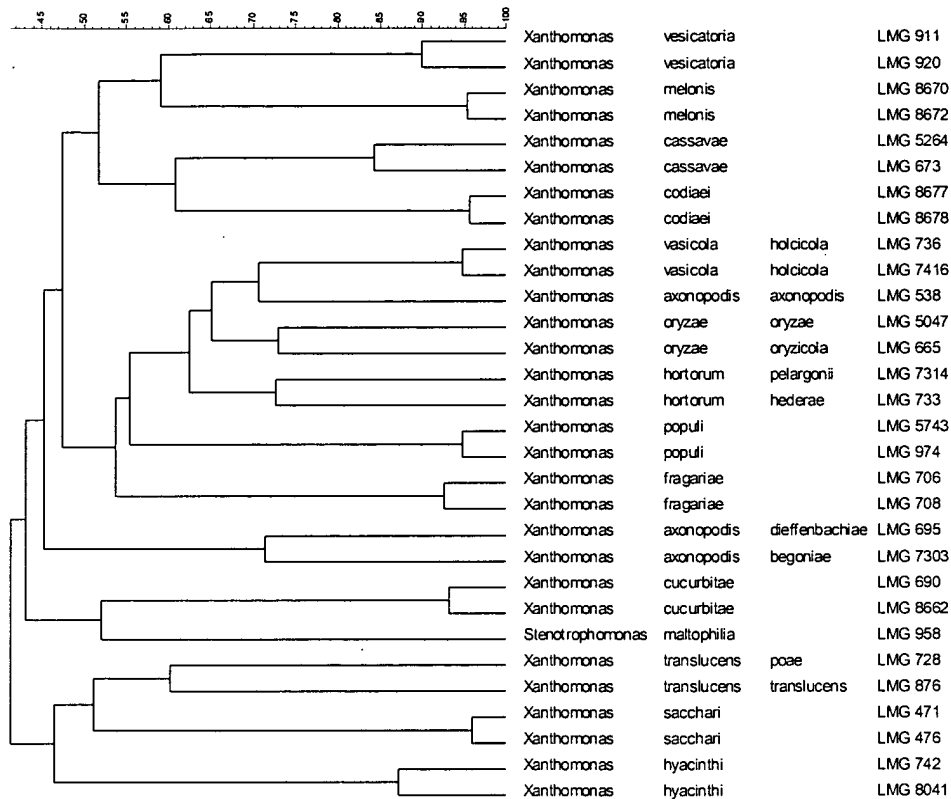 -45 -50 -55 -60 -65 -70 -75 -80 -85 -90 -95 -100
Xanthomonas vesicatoria LMG 911
Xanthomonas vesicatoria LMG 920
Xanthomonas melonis LMG 8670
Xanthomonas melonis LMG 8672
Xanthomonas cassavae LMG 5264
Xanthomonas cassavae LMG 673
Xanthomonas codiaei LMG 8677
Xanthomonas codiaei LMG 8678
Xanthomonas vasicola holcicola LMG 736
Xanthomonas vasicola holcicola LMG 7416
Xanthomonas axonopodis axonopodis LMG 538
Xanthomonas oryzae oryzae LMG 5047
Xanthomonas oryzae oryzicola LMG 665
Xanthomonas hortorum pelargonii LMG 7314
Xanthomonas hortorum hederae LMG 733
Xanthomonas populi LMG 5743
Xanthomonas populi LMG 974
Xanthomonas fragariae LMG 706
Xanthomonas fragariae LMG 708
Xanthomonas axonopodis dieffenbachiae LMG 695
Xanthomonas axonopodis begoniae LMG 7303
Xanthomonas cucurbitae LMG 690
Xanthomonas cucurbitae LMG 8662
Stenotrophomonas maltophilia LMG 958
Xanthomonas translucens poae LMG 728
Xanthomonas translucens translucens LMG 876
Xanthomonas sacchari LMG 471
Xanthomonas sacchari LMG 476
Xanthomonas hyacinthi LMG 742
Xanthomonas hyacinthi LMG 8041